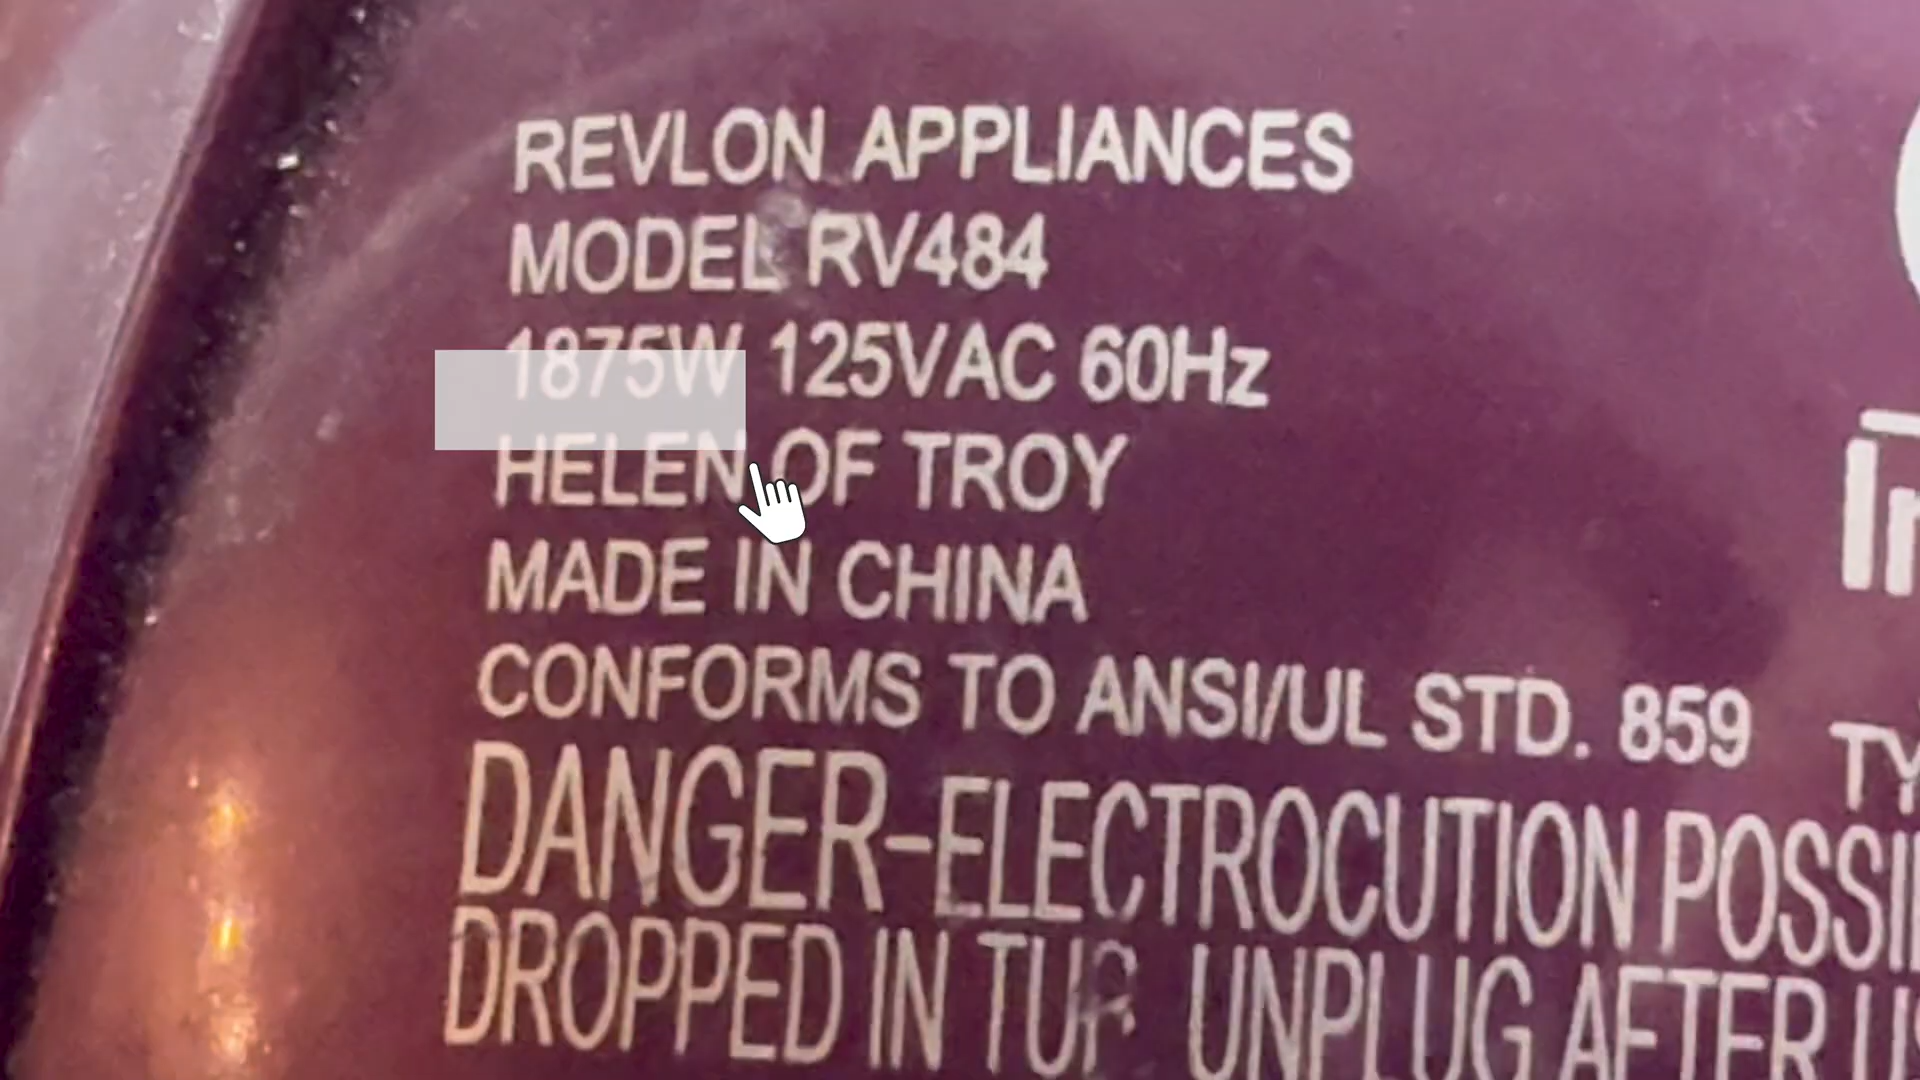 REVLON APPLIANCES
MODEL RV484
1875W 125VAC 60Hz
HELEN OF TROY
MADE IN CHINA
CONFORMS TO ANSI/UL STD. 859
DANGER-ELECTROCUTION
DROPPED IN UNPLUG AFTER